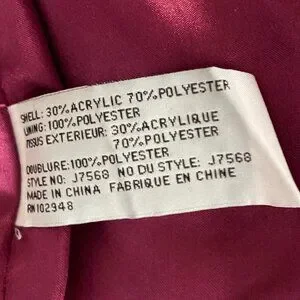 SHELL: 30%ACRYLIC 70%POLYESTER
LINING:100%POLYESTER
TISSUS EXTERIEUR: 30%ACRYLIQUE
70%POLYESTER
DOUBLURE:100%POLYESTER
STYLE NO: J7568 NO DU STYLE: J7568
MADE IN CHINA FABRIQUE EN CHINE
RN102948